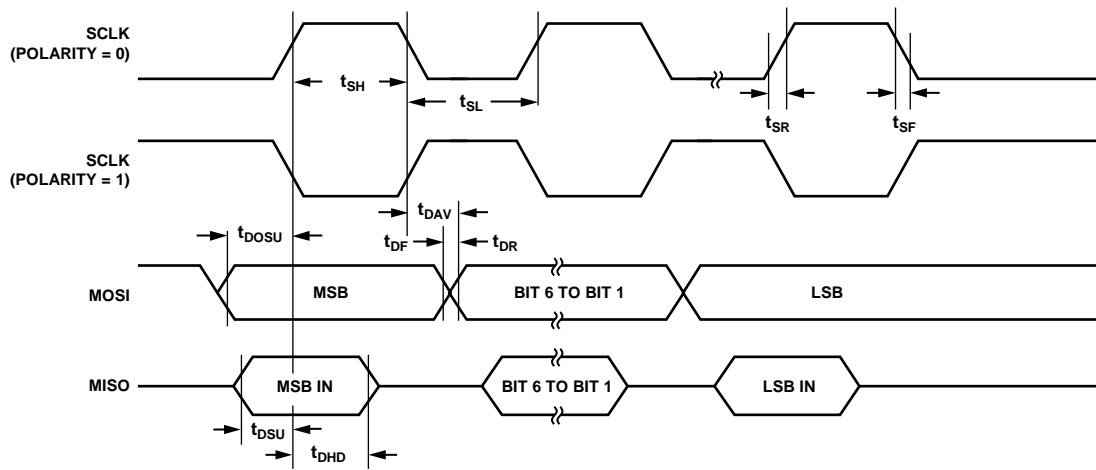 SCLK
(POLARITY = 0)
tSH
tSL
tSR
tSF
SCLK
(POLARITY = 1)
tDAV
tDOSU
tDF
tDR
MOSI
MSB
BIT 6 TO BIT 1
LSB
MISO
MSB IN
BIT 6 TO BIT 1
LSB IN
tDSU
tDHD